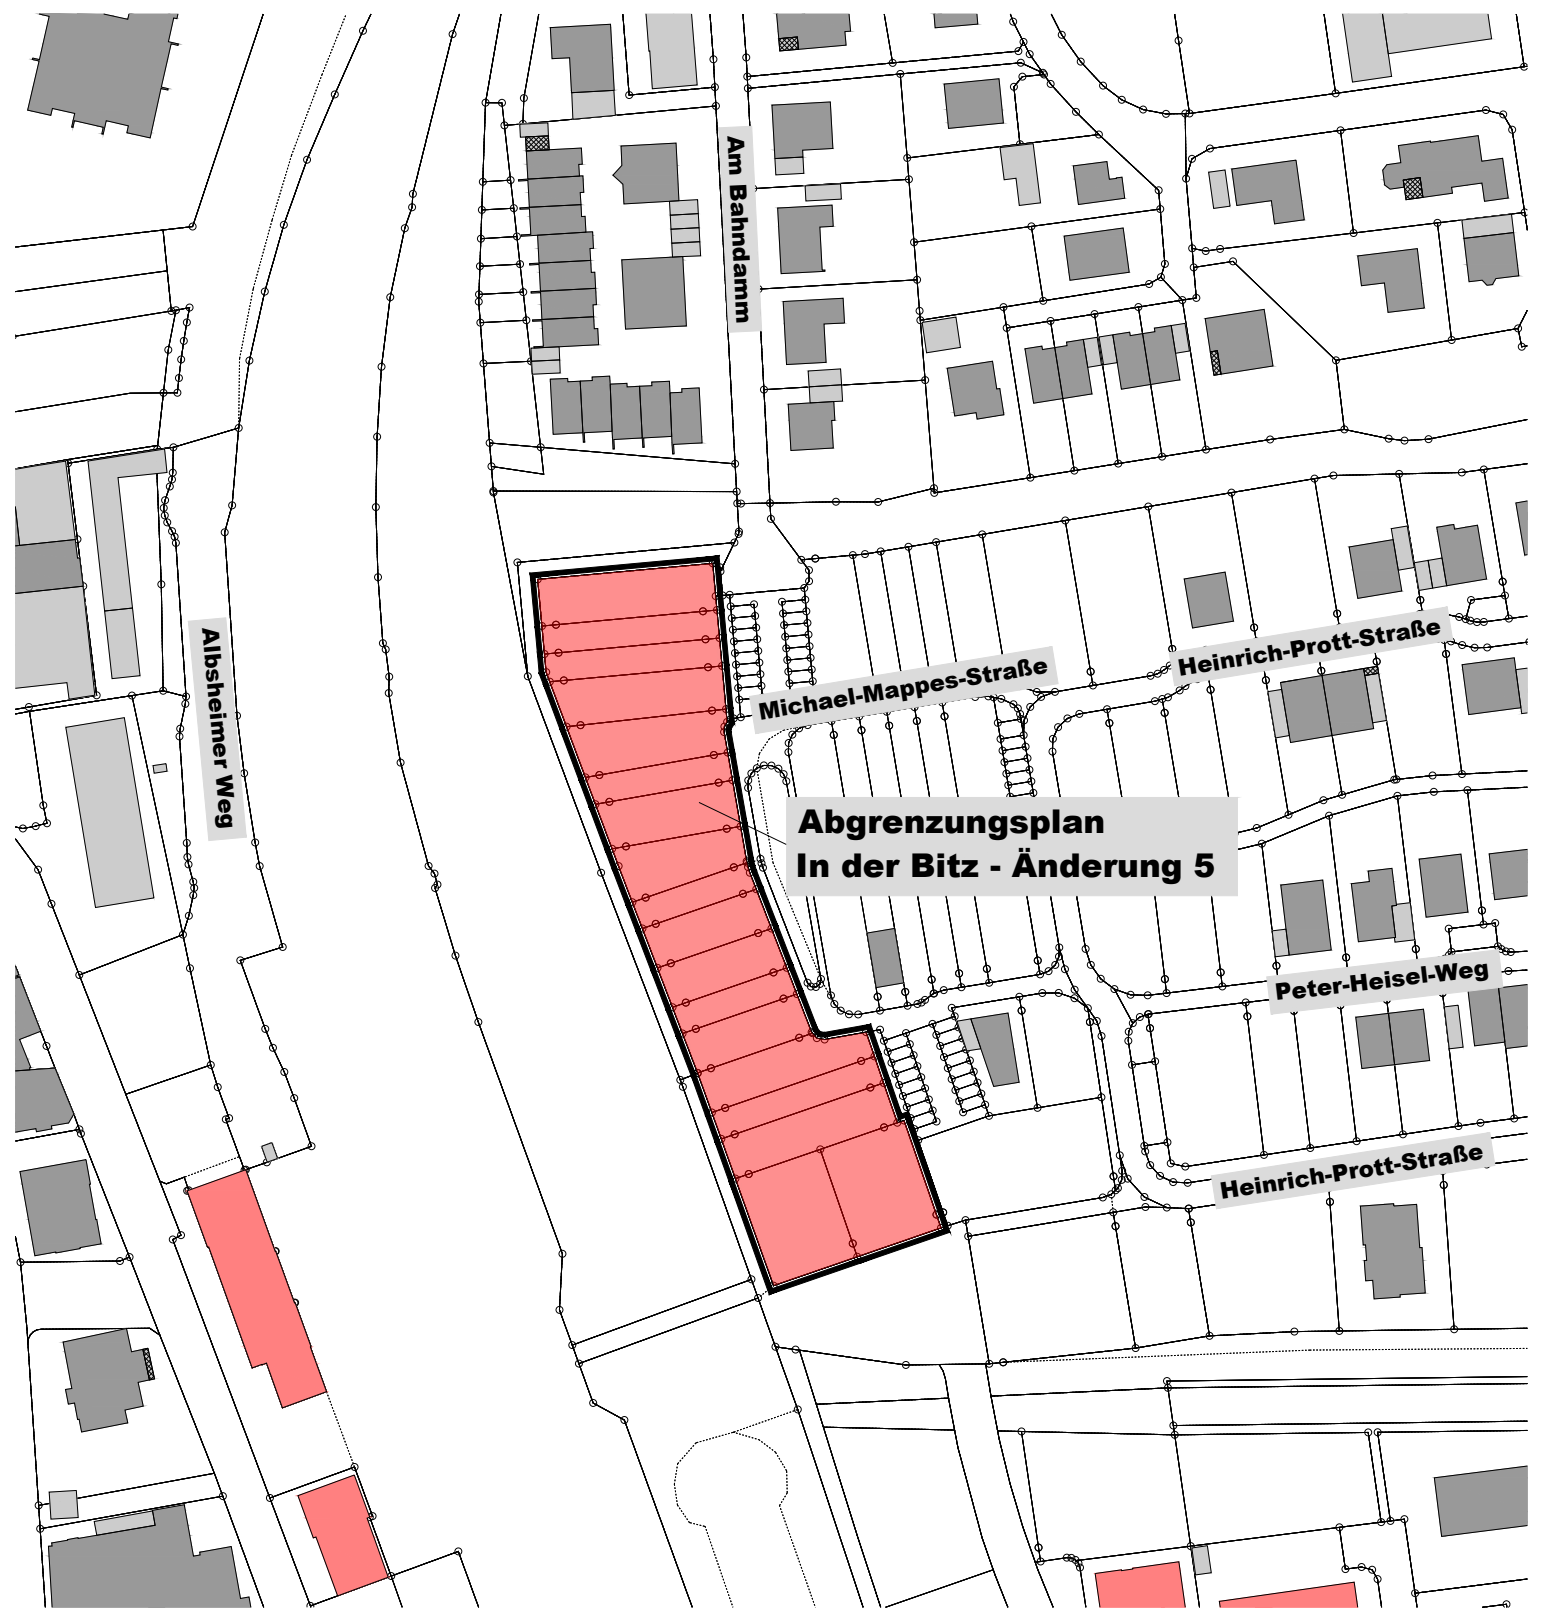 Am Bahndamm
Albsheimer Weg
Michael-Mappes-Straße
Heinrich-Prott-Straße
Abgrenzungsplan
In der Bitz - Änderung 5
Peter-Heisel-Weg
Heinrich-Prott-Straße